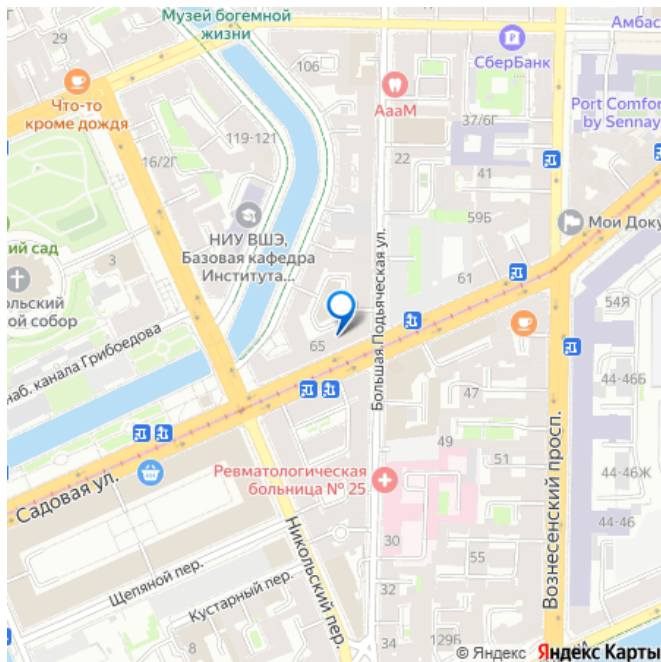 Музей богемной
жизни
29
106
СберБанк
Амбас
Что-то
кроме дождя
АааМ
Port Comfor
by Sennay
37/6Г
119-121
16/2Г
22
41
59Б
НИУ ВШЭ,
Базовая кафедра
Института...
Мои Доку
ий сад
3
61
ольский
ой собор
54Я
Большая Подьяческая ул.
наб. канала Грибоедова
65
44-46Б
47
Садовая ул.
49
51
Ревматологическая
больница № 25
44-46Ж
Вознесенский просп.
44-46
30
55
Никольский пер.
Щепяной пер.
32
Кустарный пер.
34
129Б
© Яндекс Яндекс Карты